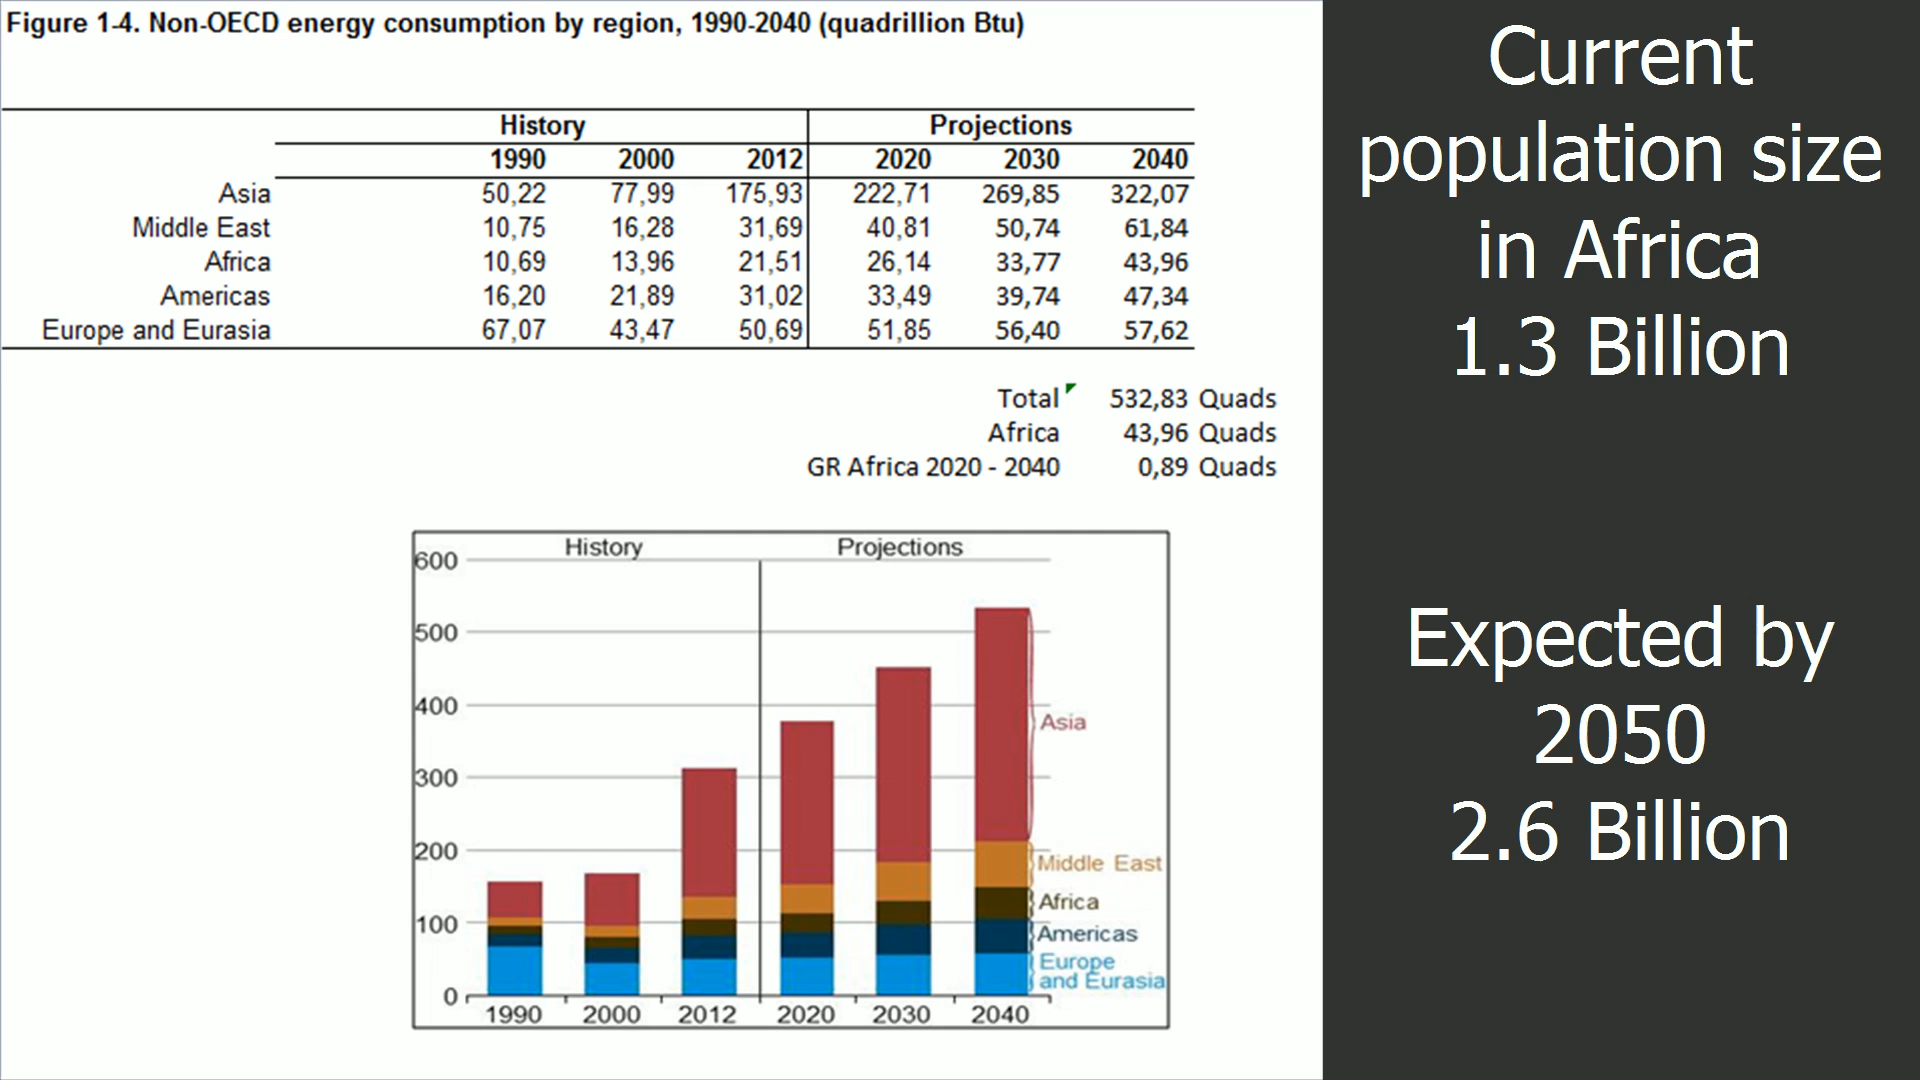 Figure 1-4. Non-OECD energy consumption by region, 1990-2040 (quadrillion Btu)
History Projections
1990 2000 2012 2020 2030 2040
Asia 50,22 77,99 175,93 222,71 269,85 322,07
Middle East 10,75 16,28 31,69 40,81 50,74 61,84
Africa 10,69 13,96 21,51 26,14 33,77 43,96
Americas 16,20 21,89 31,02 33,49 39,74 47,34
Europe and Eurasia 67,07 43,47 50,69 51,85 56,40 57,62
Total 532,83 Quads
Africa 43,96 Quads
GR Africa 2020 - 2040 0,89 Quads
History Projections
600
500
400
300
200
100
0
Asia
Middle East
Africa
Americas
Europe
and Eurasia
1990 2000 2012 2020 2030 2040
Current
population size
in Africa
1.3 Billion
Expected by
2050
2.6 Billion